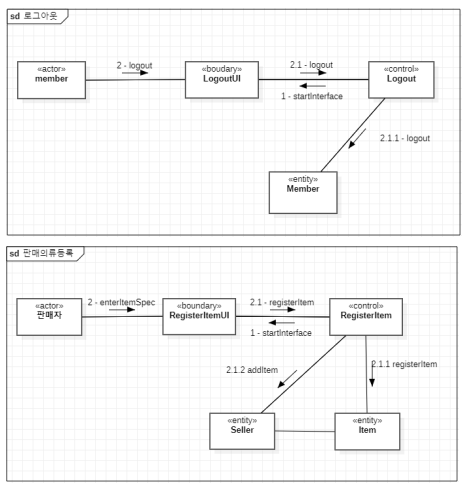 sd 로그아웃
«actor»
member
2 - logout
«boudary»
LogoutUI
2.1 - logout
1 - startInterface
«control»
Logout
2.1.1 - logout
«entity»
Member
sd 판매의류등록
«actor»
판매자
2 - enterItemSpec
«boundary»
RegisterItemUI
2.1 - registerItem
1 - startInterface
«control»
RegisterItem
2.1.2 addItem
2.1.1 registerItem
«entity»
Seller
«entity»
Item